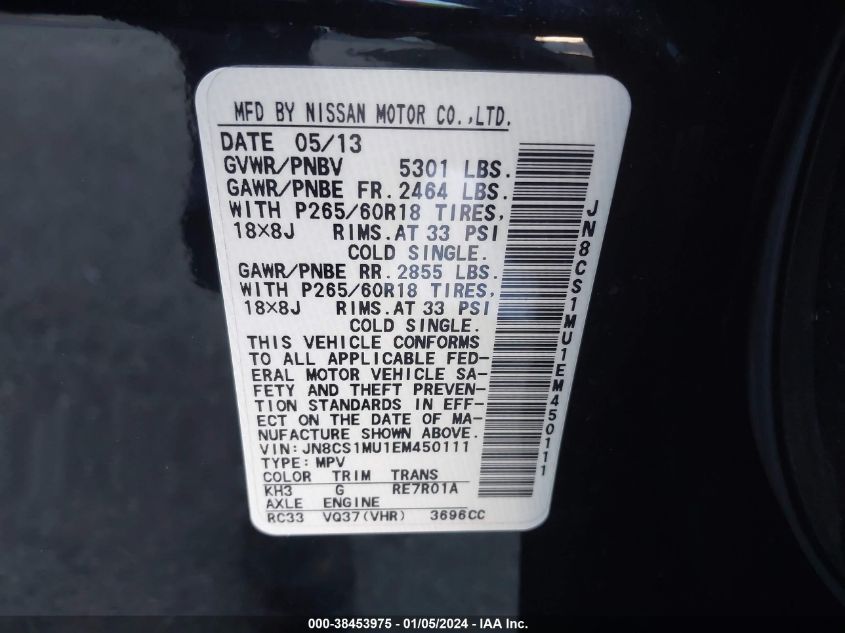 MFD BY NISSAN MOTOR CO.,LTD.
DATE 05/13
GVWR/PNBV 5301 LBS.
GAWR/PNBE FR. 2464 LBS.
WITH P265/60R18 TIRES,
18×8J RIMS.AT 33 PSI
COLD SINGLE.
GAWR/PNBE RR. 2855 LBS.
WITH P265/60R18 TIRES,
18×8J RIMS.AT 33 PSI
COLD SINGLE.
THIS VEHICLE CONFORMS
TO ALL APPLICABLE FED-
ERAL MOTOR VEHICLE SA-
FETY AND THEFT PREVEN-
TION STANDARDS IN EFF-
ECT ON THE DATE OF MA-
NUFACTURE SHOWN ABOVE.
VIN: JN8CS1MU1EM450111
TYPE: MPV
COLOR TRIM TRANS
KH3 G RE7R01A
AXLE ENGINE
RC33 VQ37(VHR) 3696CC
JN8CS1MU1EM450111
000-38453975 - 01/05/2024 - IAA Inc.